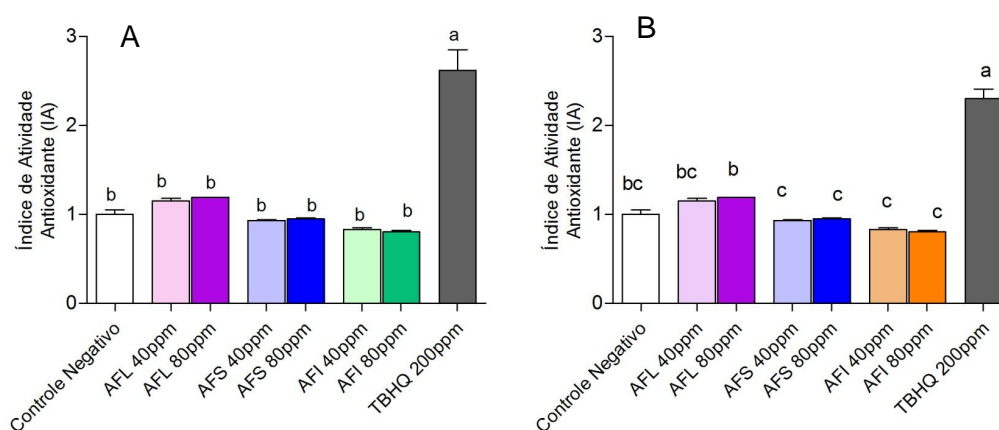 A
Índice de Atividade
Antioxidante (IA)
3
2
1
0
b
b
b
b
b
b
b
a
Controle Negativo
AFL 40ppm
AFL 80ppm
AFS 40ppm
AFS 80ppm
AFI 40ppm
AFI 80ppm
TBHQ 200ppm
B
Índice de Atividade
Antioxidante (IA)
3
2
1
0
bc
bc
b
c
c
c
c
a
Controle Negativo
AFL 40ppm
AFL 80ppm
AFS 40ppm
AFS 80ppm
AFI 40ppm
AFI 80ppm
TBHQ 200ppm